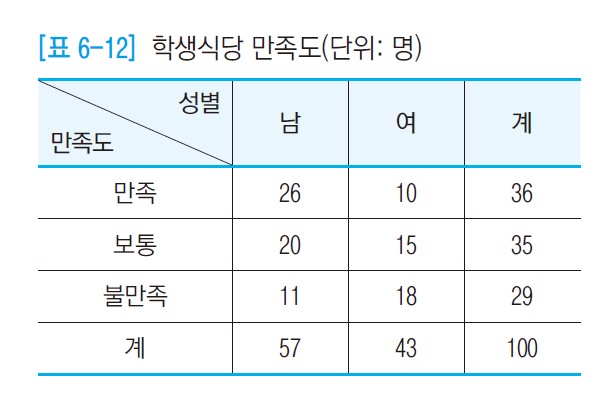 [표 6-12] 학생식당 만족도(단위: 명)
성별
만족도
남 여 계
만족 26 10 36
보통 20 15 35
불만족 11 18 29
계 57 43 100